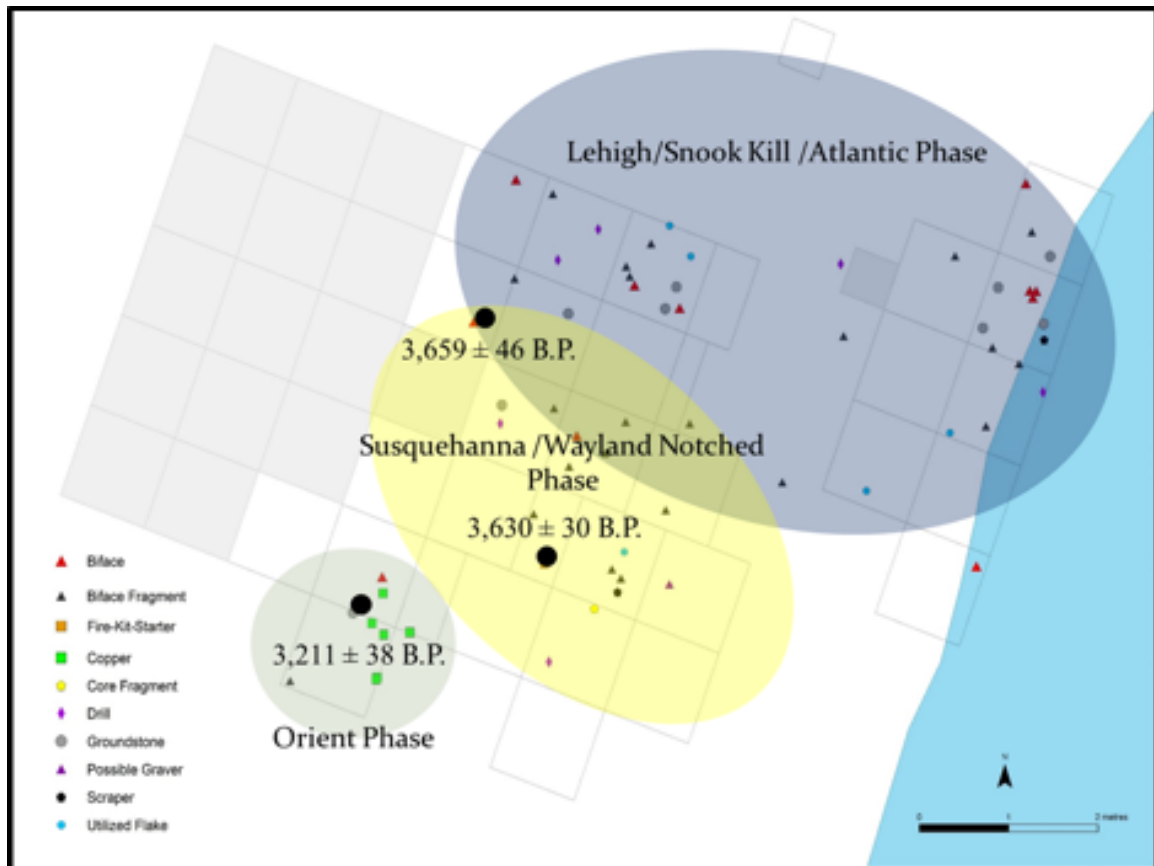 Lehigh/Snook Kill /Atlantic Phase
3,659 ± 46 B.P.
Susquehanna /Wayland Notched
Phase
3,630 ± 30 B.P.
3,211 ± 38 B.P.
Orient Phase
Biface
Biface Fragment
Fire-Kit-Starter
Copper
Core Fragment
Drill
Groundstone
Possible Graver
Scraper
Utilized Flake
N
0 1 2 metres